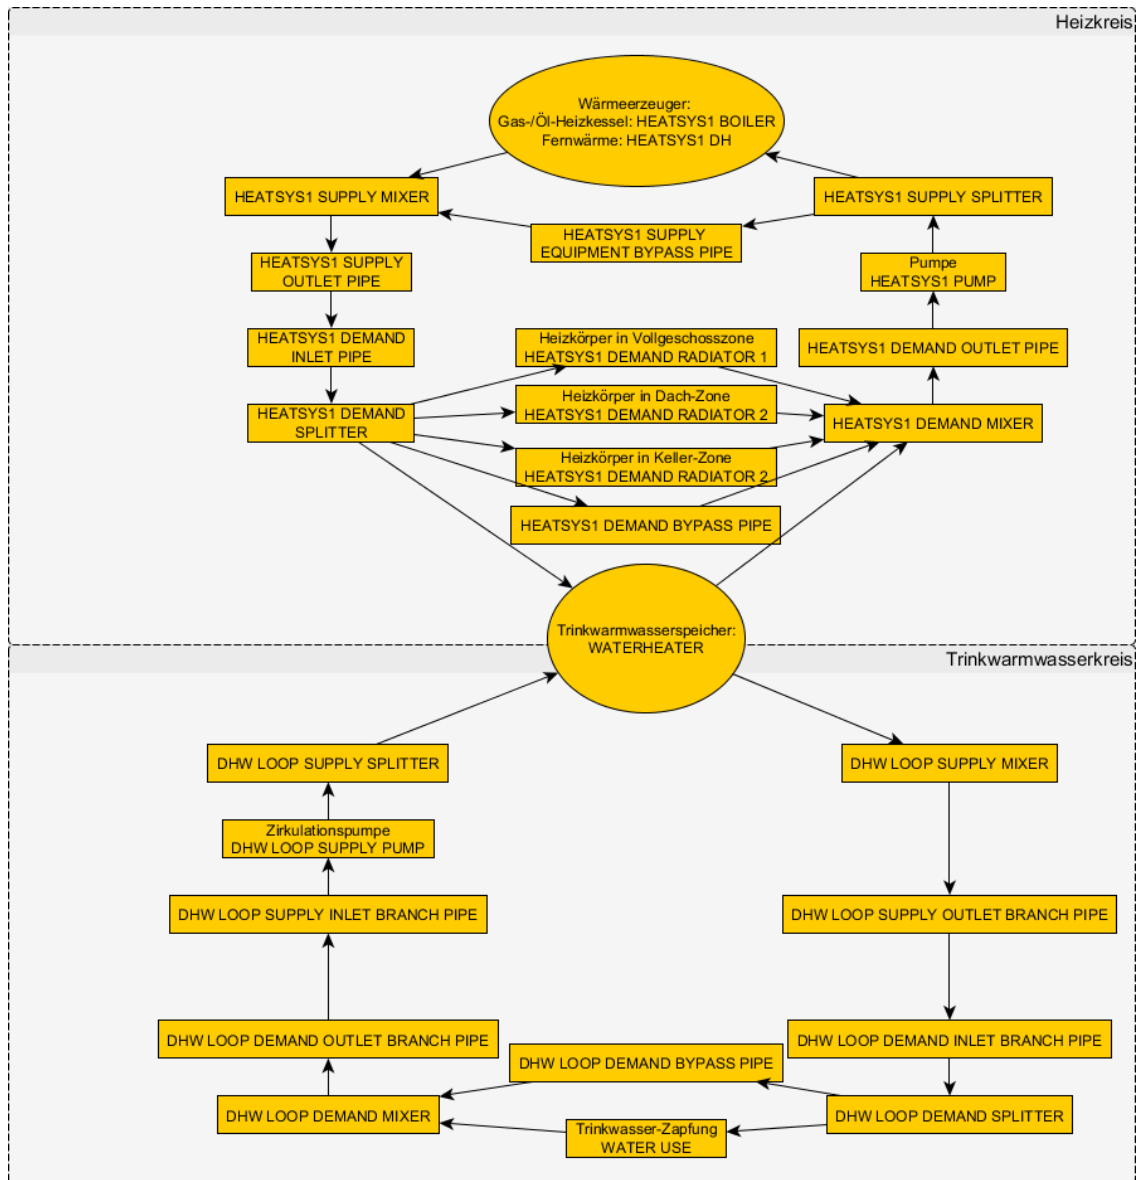 Heizkreis
Wärmeerzeuger:
Gas-/Öl-Heizkessel: HEATSYS1 BOILER
Fernwärme: HEATSYS1 DH
HEATSYS1 SUPPLY MIXER
HEATSYS1 SUPPLY SPLITTER
HEATSYS1 SUPPLY
EQUIPMENT BYPASS PIPE
HEATSYS1 SUPPLY
OUTLET PIPE
Pumpe
HEATSYS1 PUMP
HEATSYS1 DEMAND
INLET PIPE
Heizkörper in Vollgeschosszone
HEATSYS1 DEMAND RADIATOR 1
HEATSYS1 DEMAND OUTLET PIPE
HEATSYS1 DEMAND
SPLITTER
Heizkörper in Dach-Zone
HEATSYS1 DEMAND RADIATOR 2
HEATSYS1 DEMAND MIXER
Heizkörper in Keller-Zone
HEATSYS1 DEMAND RADIATOR 2
HEATSYS1 DEMAND BYPASS PIPE
Trinkwarmwasserspeicher:
WATERHEATER
Trinkwarmwasserkreis
DHW LOOP SUPPLY SPLITTER
DHW LOOP SUPPLY MIXER
Zirkulationspumpe
DHW LOOP SUPPLY PUMP
DHW LOOP SUPPLY INLET BRANCH PIPE
DHW LOOP SUPPLY OUTLET BRANCH PIPE
DHW LOOP DEMAND OUTLET BRANCH PIPE
DHW LOOP DEMAND INLET BRANCH PIPE
DHW LOOP DEMAND BYPASS PIPE
DHW LOOP DEMAND MIXER
DHW LOOP DEMAND SPLITTER
Trinkwasser-Zapfung
WATER USE